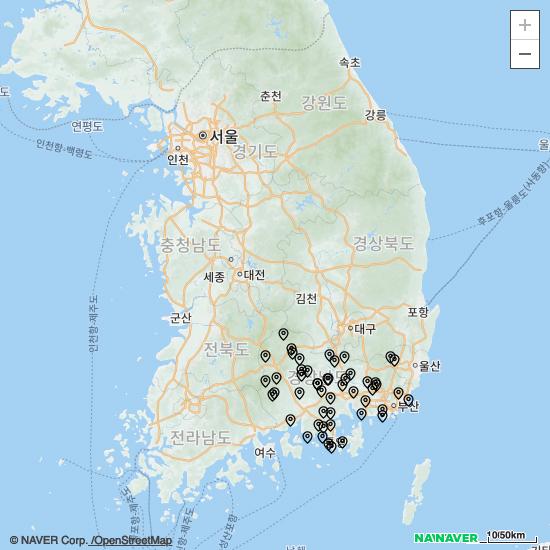 +
−
속초
춘천
강원도
강릉
연평도
서울
인천
경기도
인천항-백령도
울
후포항-울릉도(사동항)
충청남도
경상북도
세종
대전
김천
군산
포항
대구
전북도
인천항-제주도
울산
부산
전라남도
여수
© NAVER Corp. /OpenStreetMap
NAVER
10/50km